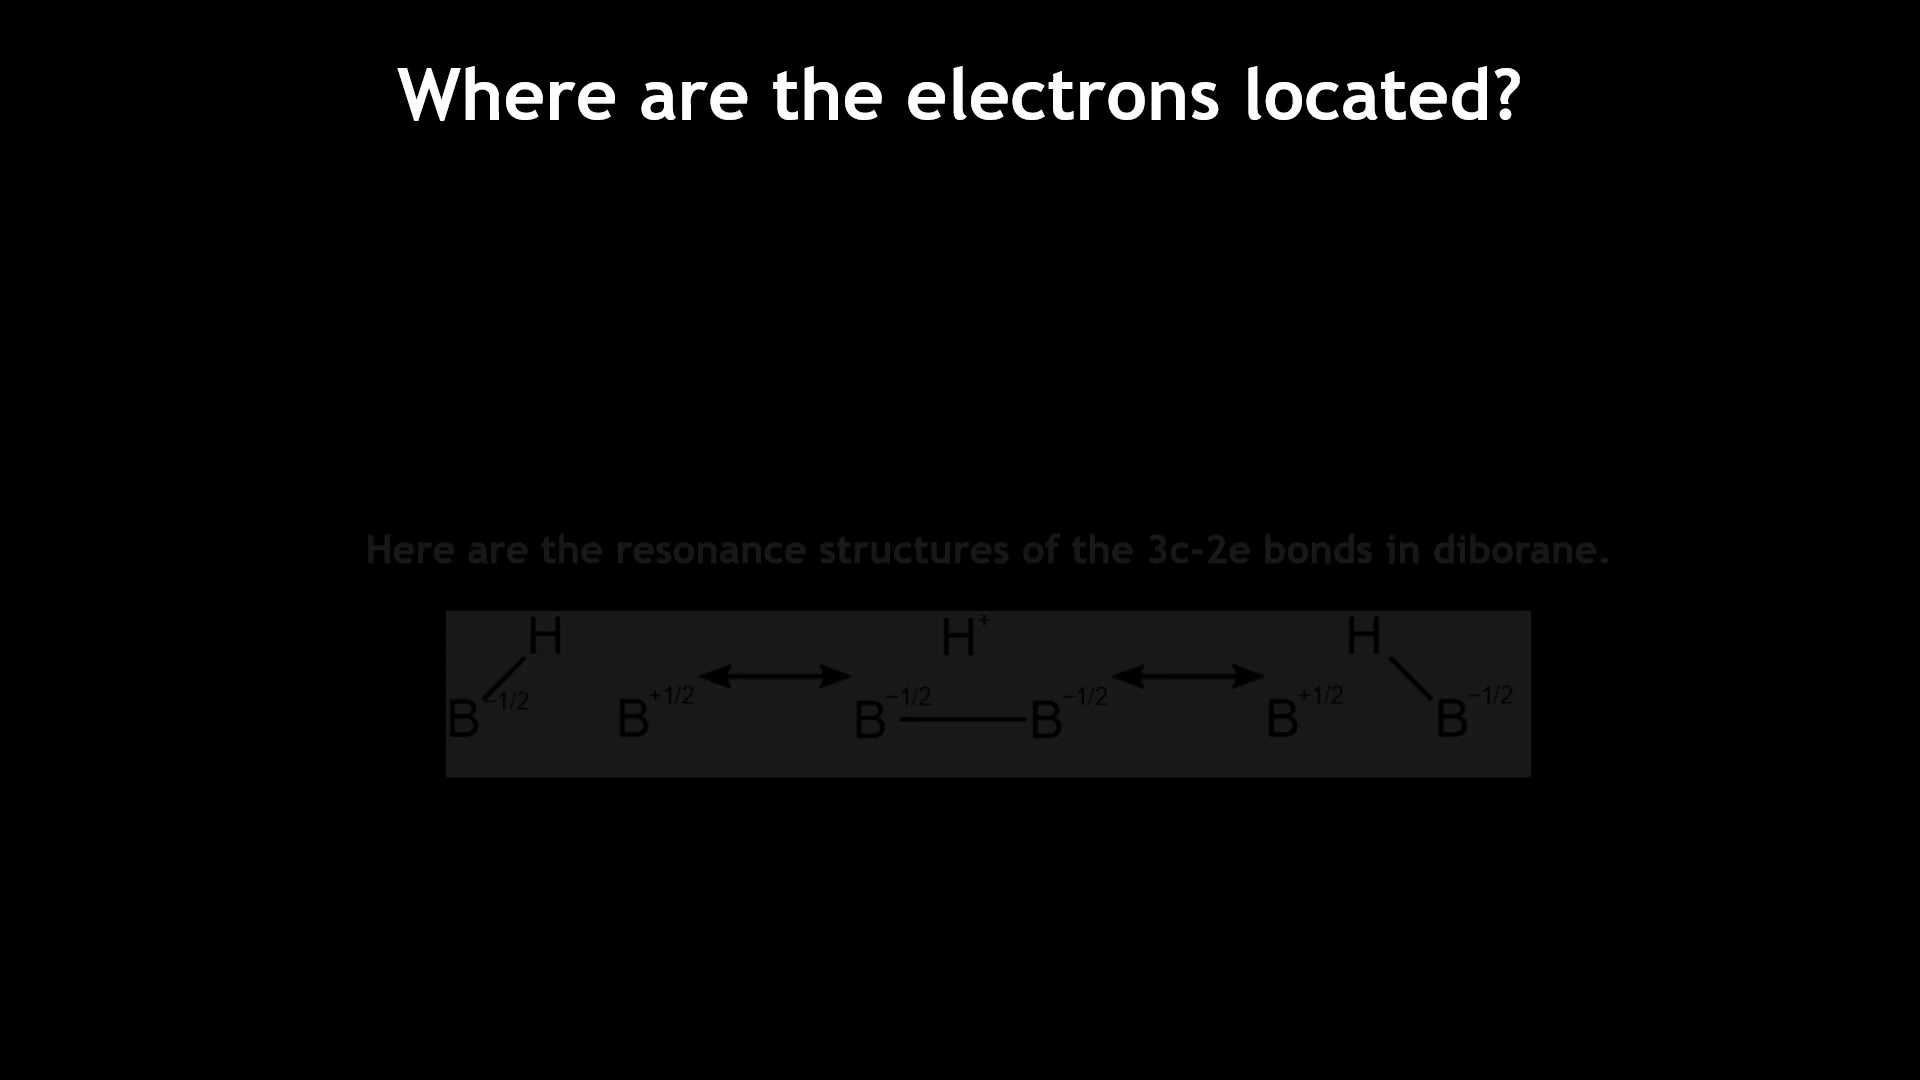 Where are the electrons located?
Here are the resonance structures of the 3c-2e bonds in diborane.
H H⁺ H
B⁻¹/² B⁺¹/² B⁻¹/² B⁻¹/² B⁺¹/² B⁻¹/²